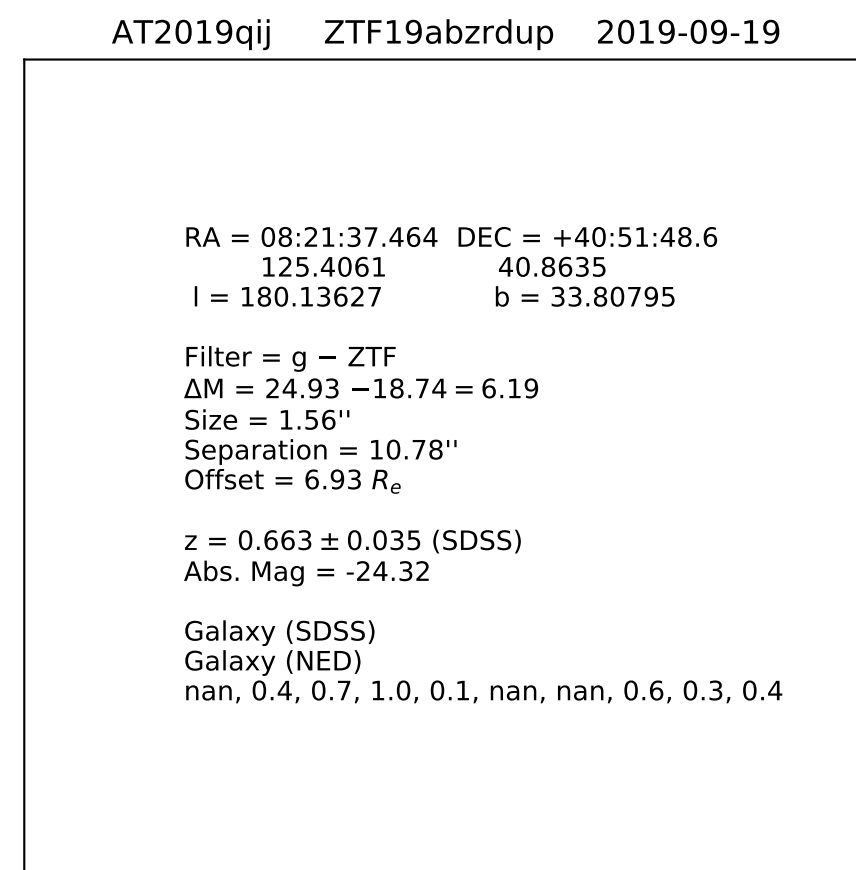 AT2019qij ZTF19abzrdup 2019-09-19
RA = 08:21:37.464 DEC = +40:51:48.6
125.4061 40.8635
l = 180.13627 b = 33.80795
Filter = g − ZTF
ΔM = 24.93 −18.74 = 6.19
Size = 1.56''
Separation = 10.78''
Offset = 6.93 Re
z = 0.663 ± 0.035 (SDSS)
Abs. Mag = -24.32
Galaxy (SDSS)
Galaxy (NED)
nan, 0.4, 0.7, 1.0, 0.1, nan, nan, 0.6, 0.3, 0.4